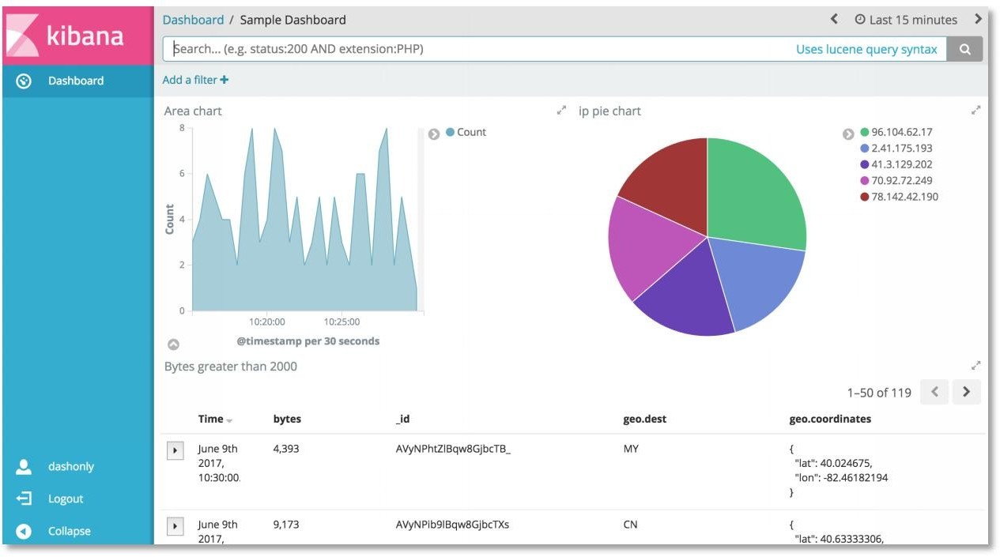 kibana
Dashboard / Sample Dashboard
Last 15 minutes
Search... (e.g. status:200 AND extension:PHP)
Uses lucene query syntax
Dashboard
Add a filter +
Area chart
8
6
4
2
0
Count
10:20:00
10:25:00
@timestamp per 30 seconds
Count
ip pie chart
96.104.62.17
2.41.175.193
41.3.129.202
70.92.72.249
78.142.42.190
Bytes greater than 2000
1–50 of 119
Time bytes _id geo.dest geo.coordinates
June 9th 4,393 AVyNPhtZlBqw8GjbcTB_ MY {
2017, "lat": 40.024675,
10:30:00. "lon": -82.46182194
}
June 9th 9,173 AVyNPib9lBqw8GjbcTXs CN {
2017, "lat": 40.63333306,
dashonly
Logout
Collapse